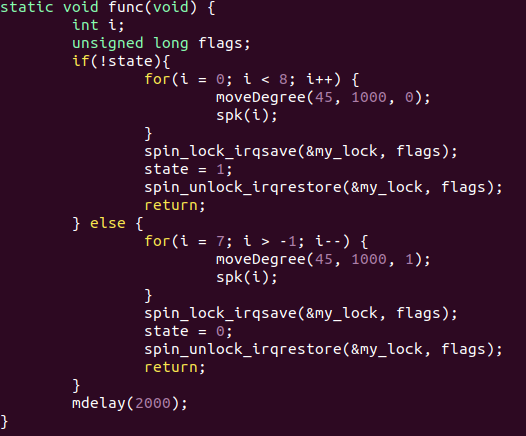 static void func(void) {
        int i;
        unsigned long flags;
        if(!state){
                for(i = 0; i < 8; i++) {
                        moveDegree(45, 1000, 0);
                        spk(i);
                }
                spin_lock_irqsave(&my_lock, flags);
                state = 1;
                spin_unlock_irqrestore(&my_lock, flags);
                return;
        } else {
                for(i = 7; i > -1; i--) {
                        moveDegree(45, 1000, 1);
                        spk(i);
                }
                spin_lock_irqsave(&my_lock, flags);
                state = 0;
                spin_unlock_irqrestore(&my_lock, flags);
                return;
        }
        mdelay(2000);
}